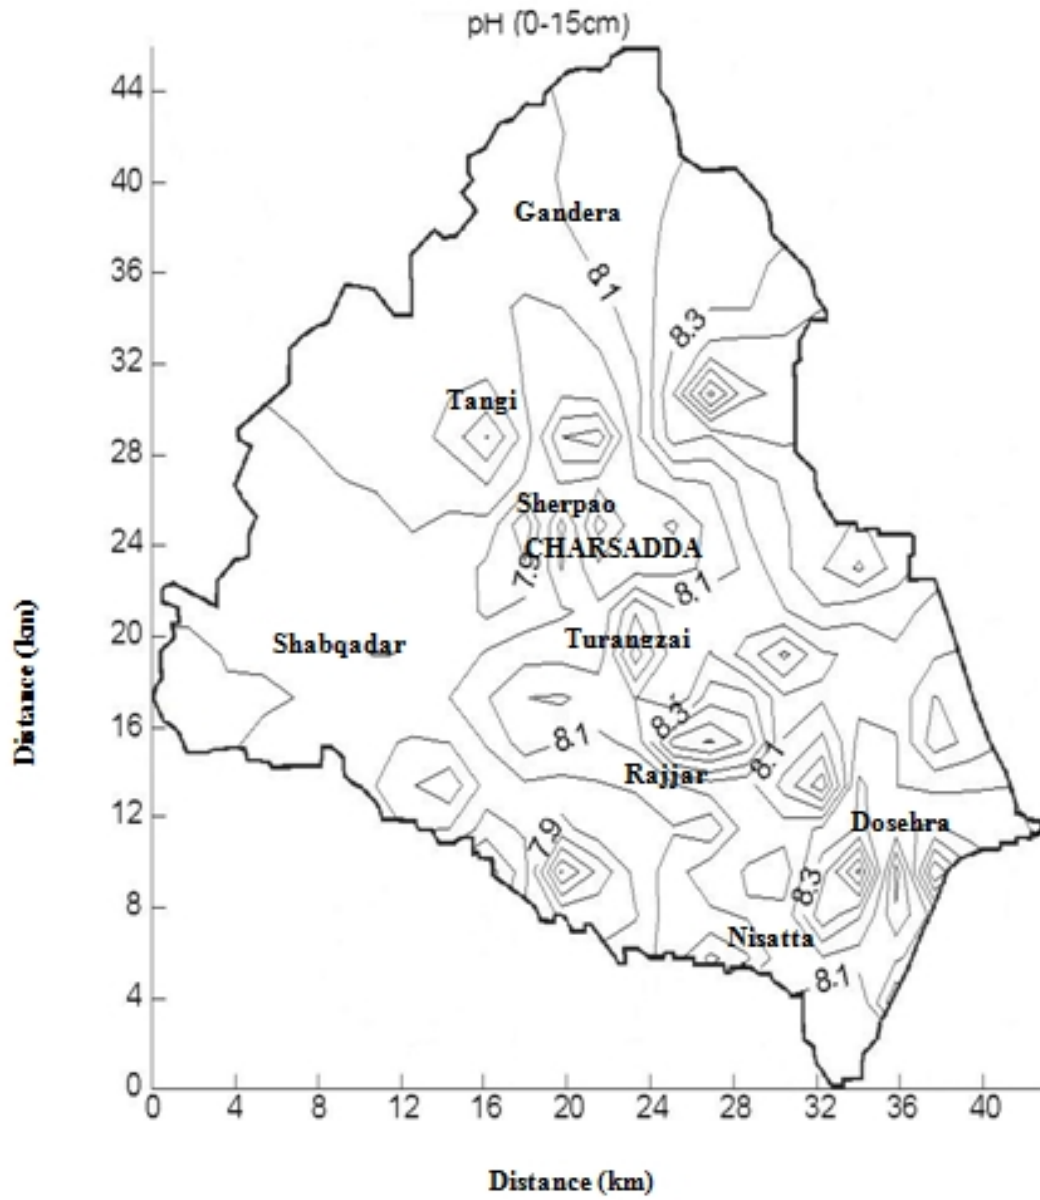 pH (0-15cm)
44
40
Gandera
36
8.1
8.3
32
Tangi
28
Sherpao
24
CHARSADDA
7.9
8.1
Distance (km)
20
Shabqadar
Turangzai
16
8.3
8.1
8.1
Rajjar
12
Dosehra
7.9
8
8.3
Nisatta
8.1
4
0
0 4 8 12 16 20 24 28 32 36 40
Distance (km)